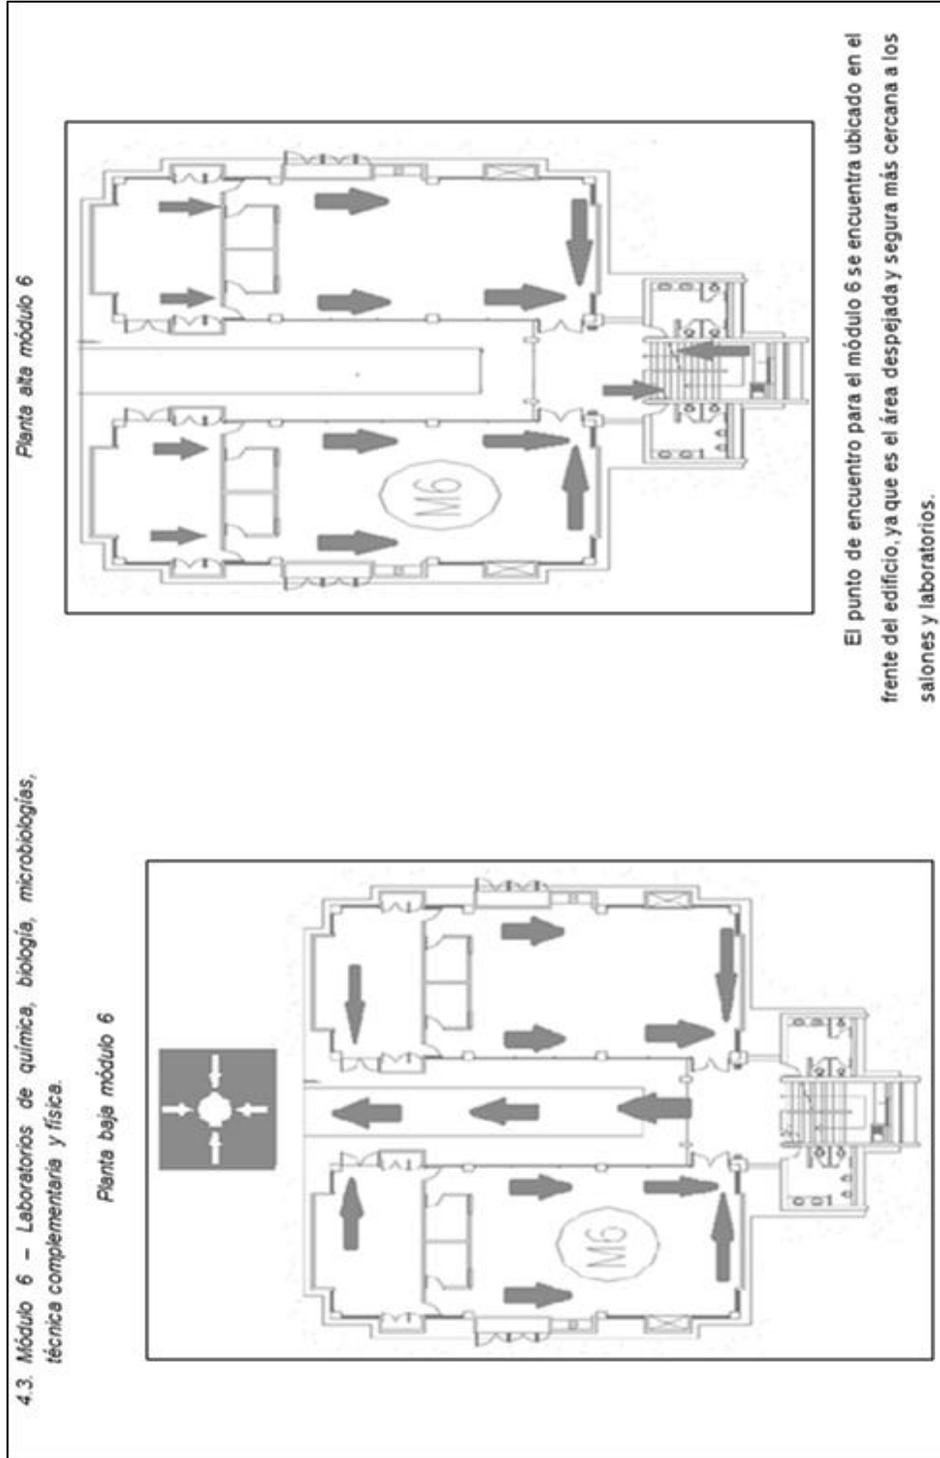 4.3. Módulo 6 – Laboratorios de química, biología, microbiologías,
técnica complementaria y física.
Planta baja módulo 6
M6
Planta alta módulo 6
M6
El punto de encuentro para el módulo 6 se encuentra ubicado en el
frente del edificio, ya que es el área despejada y segura más cercana a los
salones y laboratorios.